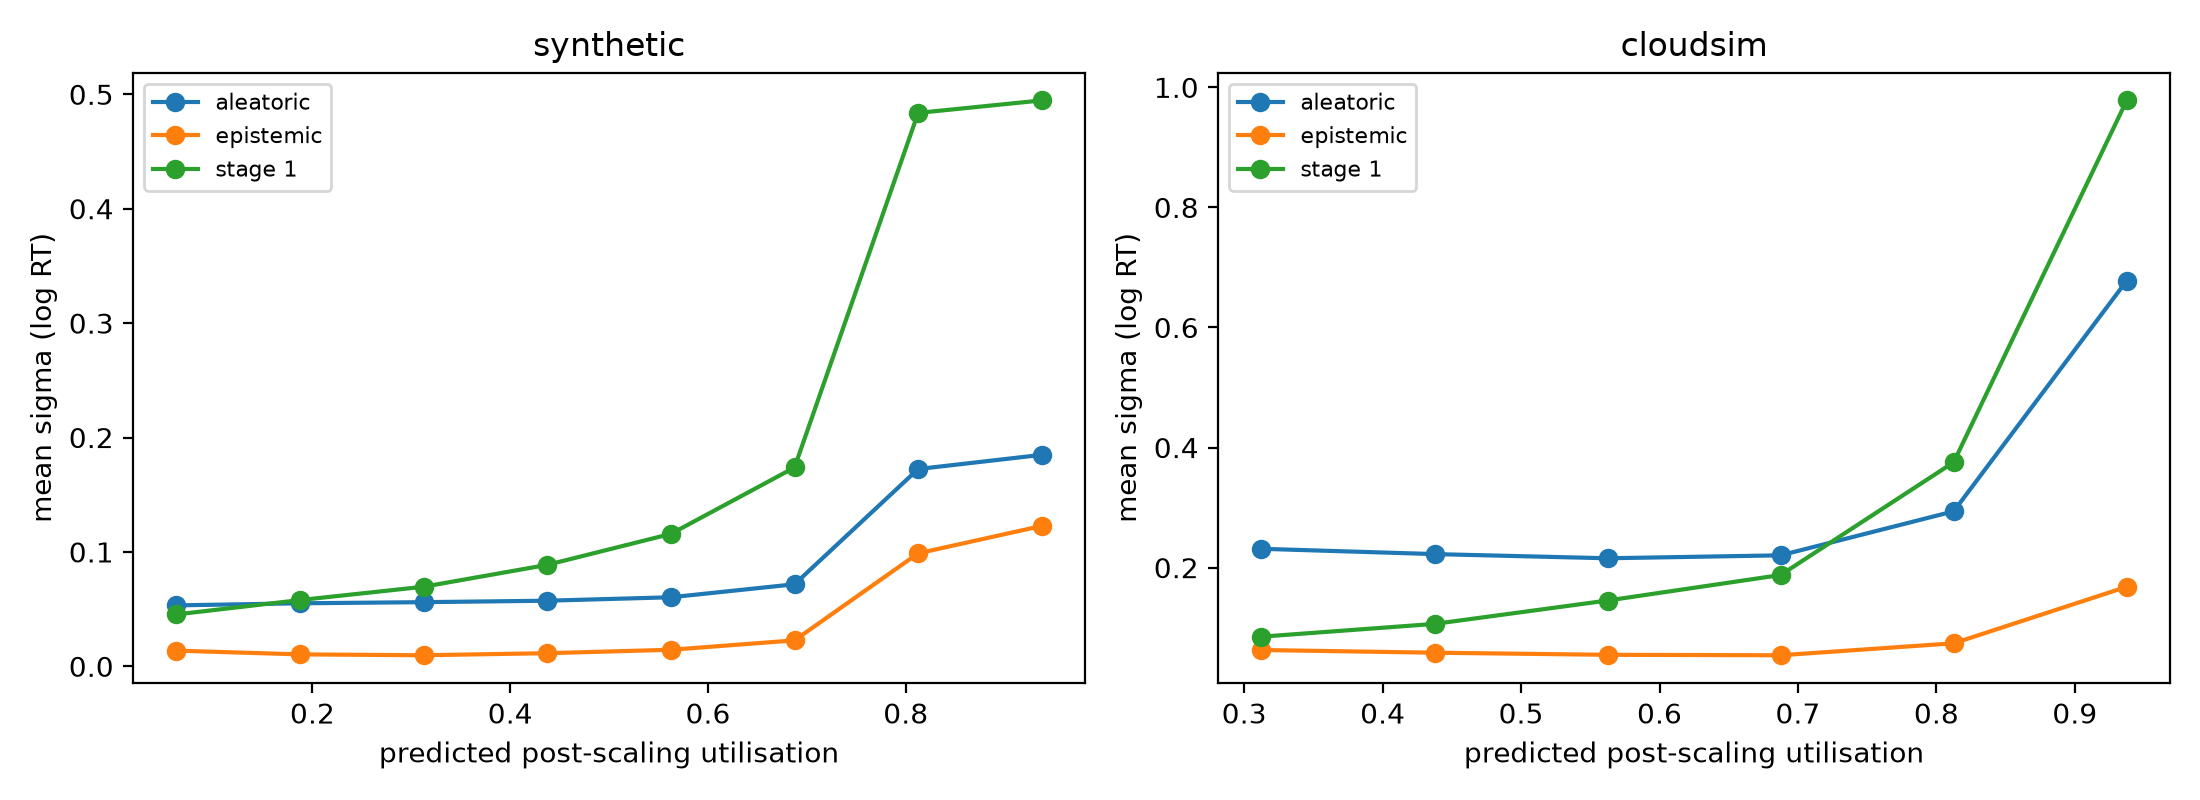 synthetic
aleatoric
epistemic
stage 1
0.5
0.4
0.3
0.2
0.1
0.0
mean sigma (log RT)
0.2 0.4 0.6 0.8
predicted post-scaling utilisation
cloudsim
aleatoric
epistemic
stage 1
1.0
0.8
0.6
0.4
0.2
mean sigma (log RT)
0.3 0.4 0.5 0.6 0.7 0.8 0.9
predicted post-scaling utilisation